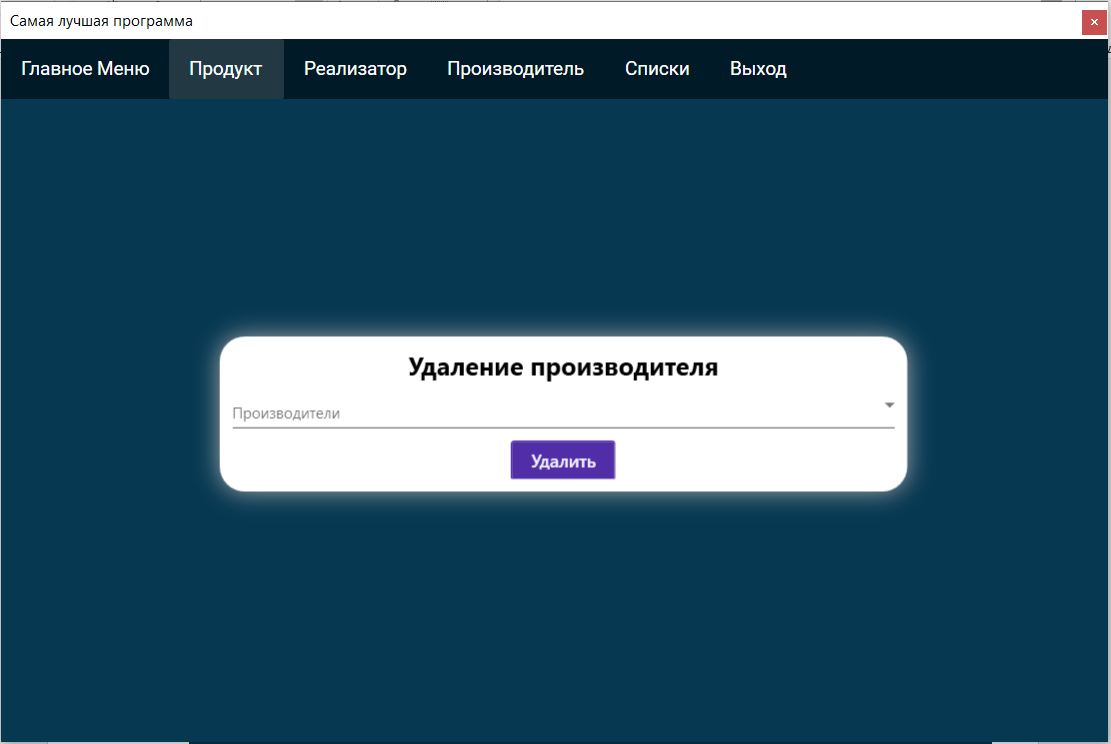 Самая лучшая программа
Главное Меню Продукт Реализатор Производитель Списки Выход
Удаление производителя
Производители
Удалить